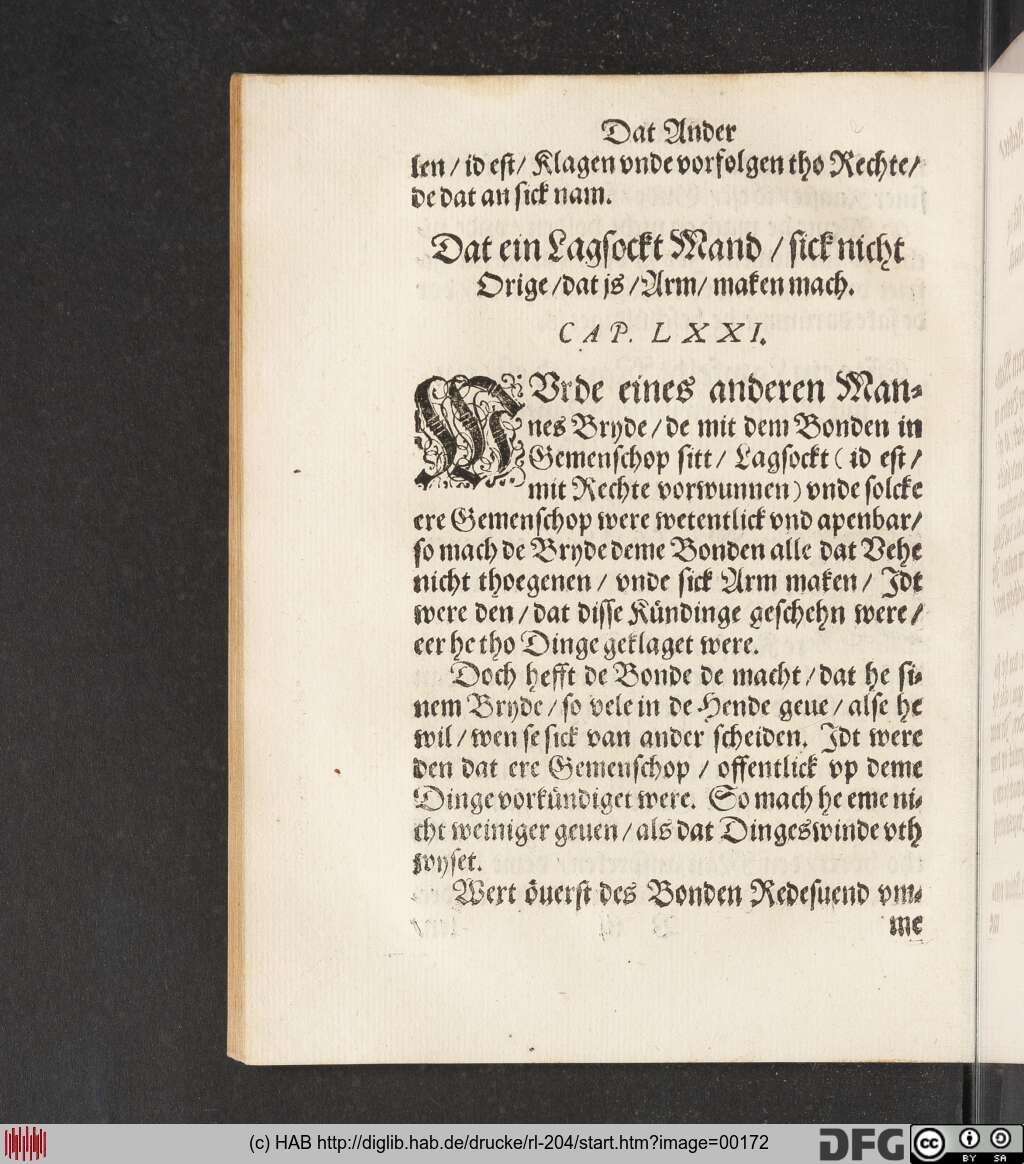 Dat Ander
len / id est / Klagen vnde vorfolgen tho Rechte /
de dat an sick nam.
Dat ein Lagsockt Mand / sick nicht
Orige / dat js / Arm / maken mach.
CAP. LXXI.
WVrde eines anderen Man-
nes Bryde / de mit dem Bonden in
Gemenschop sitt / Lagsockt ( id est /
mit Rechte vorwunnen ) vnde solcke
ere Gemenschop were wetentlick vnd apenbar /
so mach de Bryde deme Bonden alle dat Vehe
nicht thoegenen / vnde sick Arm maken / Jdt
were den / dat disse Kündinge geschehn were /
eer he tho Dinge geklaget were.
Doch hefft de Bonde de macht / dat he si-
nem Bryde / so vele in de Hende geue / alse he
wil / wen se sick van ander scheiden. Jdt were
den dat ere Gemenschop / offentlick vp deme
Dinge vorkündiget were. So mach he eme ni-
cht weiniger geuen / als dat Dingeswinde vth
wyset.
Wert öuerst des Bonden Redesuend vm-
me
(c) HAB http://diglib.hab.de/drucke/rl-204/start.htm?image=00172
DFG
cc
BY SA